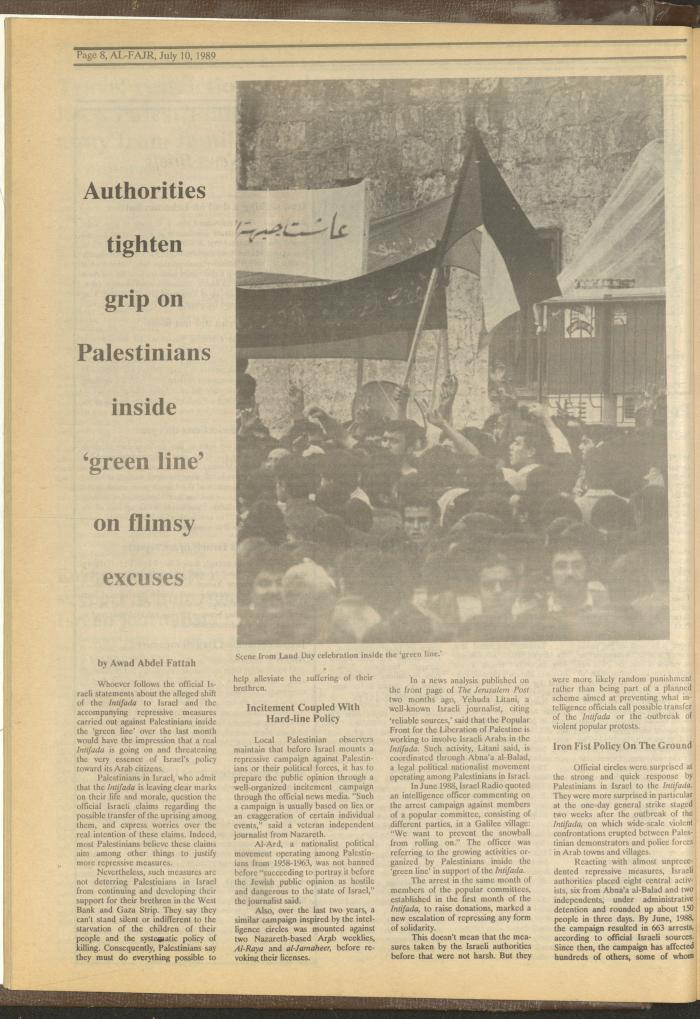 Page 8, AL-FAJR, July 10, 1989
Authorities
tighten
grip on
Palestinians
inside
‘green line’
on flimsy
excuses
عاشت جبهة
Scene from Land Day celebration inside the ‘green line.’
by Awad Abdel Fattah
Whoever follows the official Is-
raeli statements about the alleged shift
of the Intifada to Israel and the
accompanying repressive measures
carried out against Palestinians inside
the ‘green line’ over the last month
would have the impression that a real
Intifada is going on and threatening
the very essence of Israel's policy
toward its Arab citizens.
Palestinians in Israel, who admit
that the Intifada is leaving clear marks
on their life and morale, question the
official Israeli claims regarding the
possible transfer of the uprising among
them, and express worries over the
real intention of these claims. Indeed,
most Palestinians believe these claims
aim among other things to justify
more repressive measures.
Nevertheless, such measures are
not deterring Palestinians in Israel
from continuing and developing their
support for their brethren in the West
Bank and Gaza Strip. They say they
can't stand silent or indifferent to the
starvation of the children of their
people and the systematic policy of
killing. Consequently, Palestinians say
they must do everything possible to
help alleviate the suffering of their
brethren.
Incitement Coupled With
Hard-line Policy
Local Palestinian observers
maintain that before Israel mounts a
repressive campaign against Palestin-
ians or their political forces, it has to
prepare the public opinion through a
well-organized incitement campaign
through the official news media. “Such
a campaign is usually based on lies or
an exaggeration of certain individual
events,” said a veteran independent
journalist from Nazareth.
Al-Ard, a nationalist political
movement operating among Palestin-
ians from 1958-1963, was not banned
before “succeeding to portray it before
the Jewish public opinion as hostile
and dangerous to the state of Israel,”
the journalist said.
Also, over the last two years, a
similar campaign inspired by the intel-
ligence circles was mounted against
two Nazareth-based Arab weeklies,
Al-Raya and al-Jamaheer, before re-
voking their licenses.
In a news analysis published on
the front page of The Jerusalem Post
two months ago, Yehuda Litani, a
well-known Israeli journalist, citing
‘reliable sources,’ said that the Popular
Front for the Liberation of Palestine is
working to involve Israeli Arabs in the
Intifada. Such activity, Litani said, is
coordinated through Abna'a al-Balad,
a legal political nationalist movement
operating among Palestinians in Israel.
In June 1988, Israel Radio quoted
an intelligence officer commenting on
the arrest campaign against members
of a popular committee, consisting of
different parties, in a Galilee village:
“We want to prevent the snowball
from rolling on.” The officer was
referring to the growing activities or-
ganized by Palestinians inside the
‘green line’ in support of the Intifada.
The arrest in the same month of
members of the popular committees,
established in the first month of the
Intifada, to raise donations, marked a
new escalation of repressing any form
of solidarity.
This doesn't mean that the mea-
sures taken by the Israeli authorities
before that were not harsh. But they
were more likely random punishment
rather than being part of a planned
scheme aimed at preventing what in-
telligence officials call possible transfer
of the Intifada or the outbreak of
violent popular protests.
Iron Fist Policy On The Ground
Official circles were surprised at
the strong and quick response by
Palestinians in Israel to the Intifada.
They were more surprised in particular
at the one-day general strike staged
two weeks after the outbreak of the
Intifada, on which wide-scale violent
confrontations erupted between Pales-
tinian demonstrators and police forces
in Arab towns and villages.
Reacting with almost unprece-
dented repressive measures, Israeli
authorities placed eight central activ-
ists, six from Abna'a al-Balad and two
independents, under administrative
detention and rounded up about 150
people in three days. By June, 1988,
the campaign resulted in 663 arrests,
according to official Israeli sources.
Since then, the campaign has affected
hundreds of others, some of whom